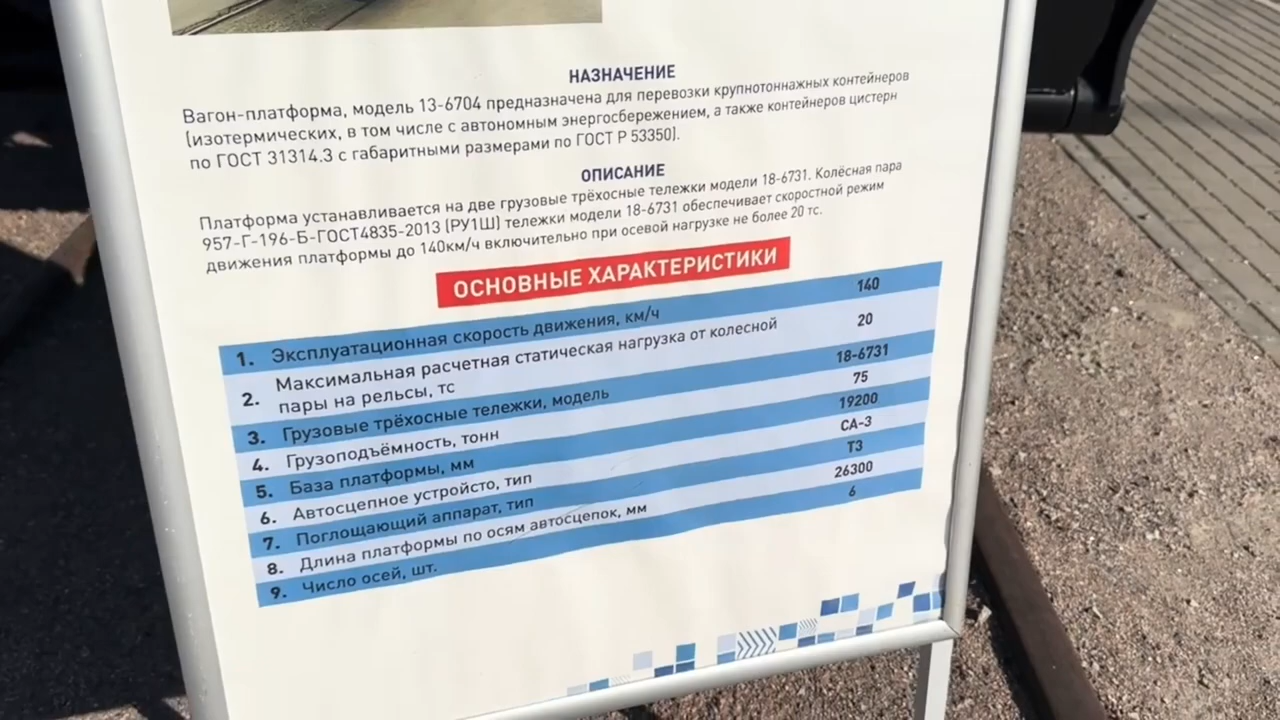 НАЗНАЧЕНИЕ
Вагон-платформа, модель 13-6704 предназначена для перевозки крупнотоннажных контейнеров
(изотермических, в том числе с автономным энергосбережением, а также контейнеров цистерн
по ГОСТ 31314.3 с габаритными размерами по ГОСТ Р 53350).
ОПИСАНИЕ
Платформа устанавливается на две грузовые трёхосные тележки модели 18-6731. Колёсная пара
957-Г-196-Б-ГОСТ4835-2013 (РУ1Ш) тележки модели 18-6731 обеспечивает скоростной режим
движения платформы до 140км/ч включительно при осевой нагрузке не более 20 тс.
ОСНОВНЫЕ ХАРАКТЕРИСТИКИ
1. Эксплуатационная скорость движения, км/ч 140
2. Максимальная расчетная статическая нагрузка от колесной 20
пары на рельсы, тс
3. Грузовые трёхосные тележки, модель 18-6731
4. Грузоподъёмность, тонн 75
5. База платформы, мм 19200
6. Автосцепное устройсто, тип СА-3
7. Поглощающий аппарат, тип Т3
8. Длина платформы по осям автосцепок, мм 26300
9. Число осей, шт. 6